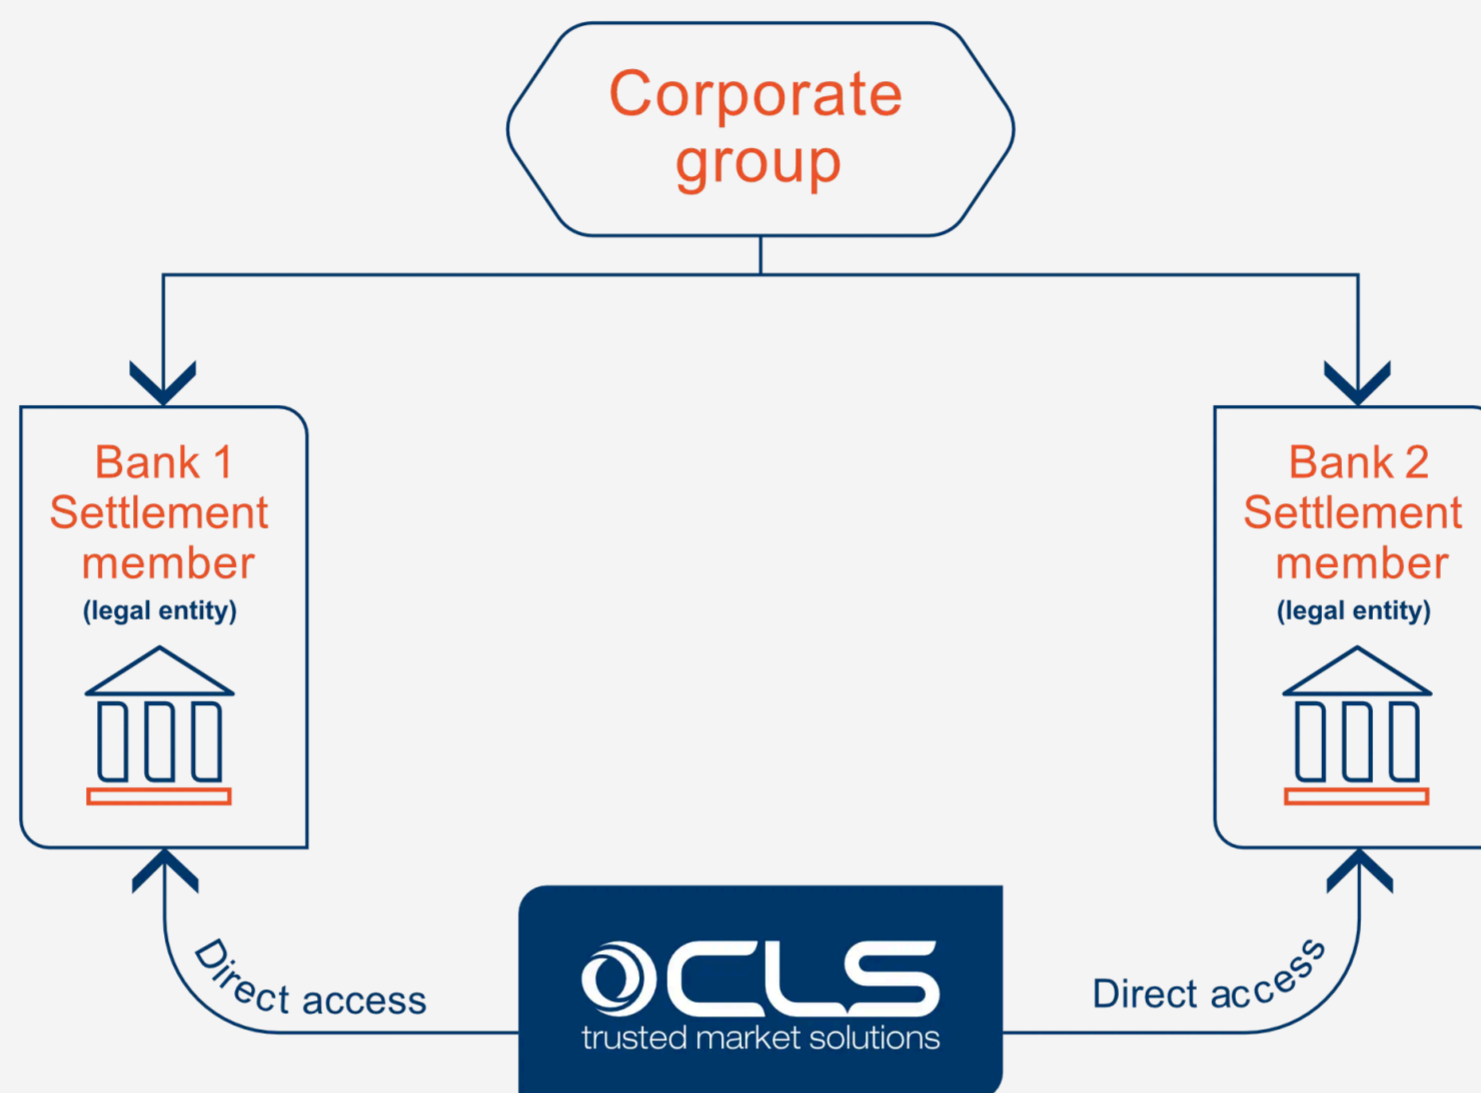 Corporate
group
Bank 1
Settlement
member
(legal entity)
Bank 2
Settlement
member
(legal entity)
Direct access
CLS
trusted market solutions
Direct access